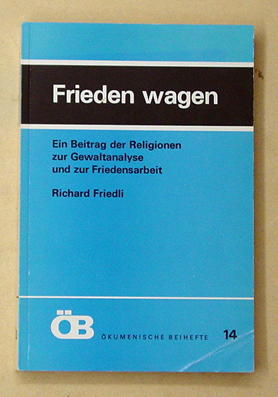 Frieden wagen
Ein Beitrag der Religionen
zur Gewaltanalyse
und zur Friedensarbeit
Richard Friedli
ÖB ÖKUMENISCHE BEIHEFTE 14